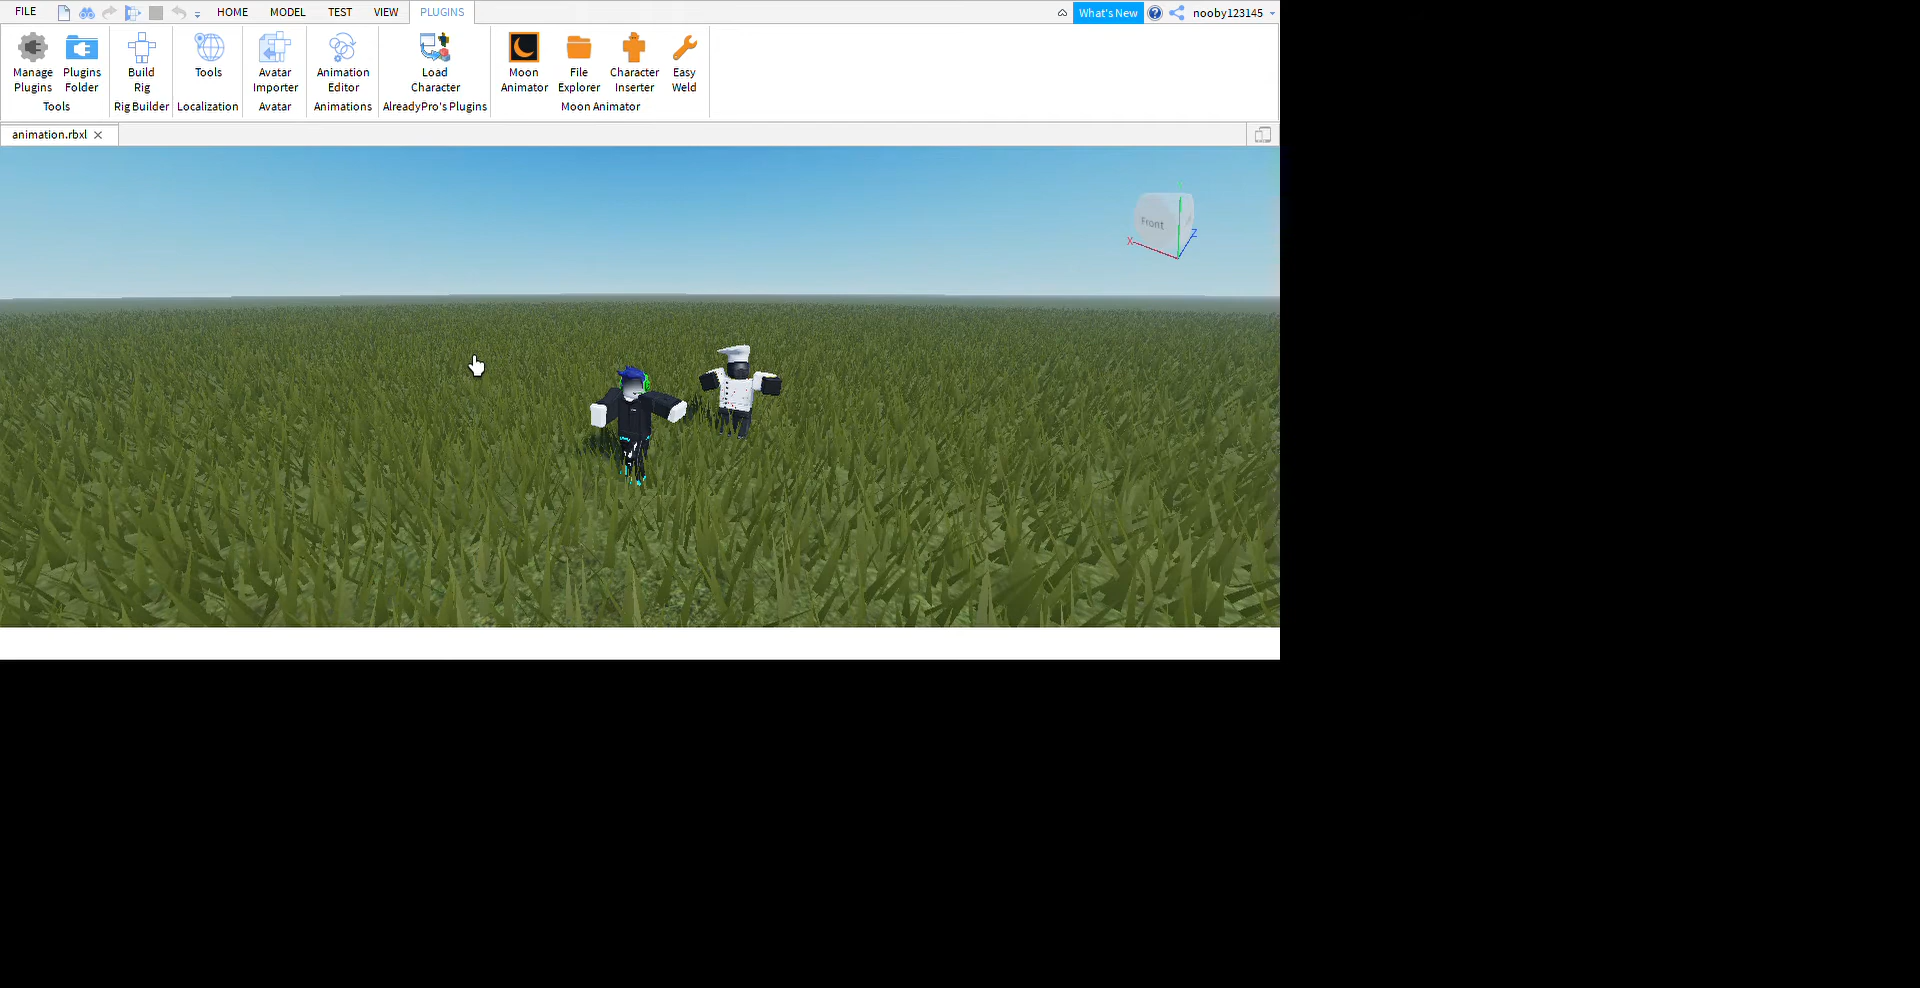 FILE HOME MODEL TEST VIEW PLUGINS What's New nooby123145
Manage Plugins Build Tools Avatar Animation Load Moon File Character Easy
Plugins Folder Rig Importer Editor Character Animator Explorer Inserter Weld
Tools Rig Builder Localization Avatar Animations AlreadyPro's Plugins Moon Animator
animation.rbxl
Front
X
Z